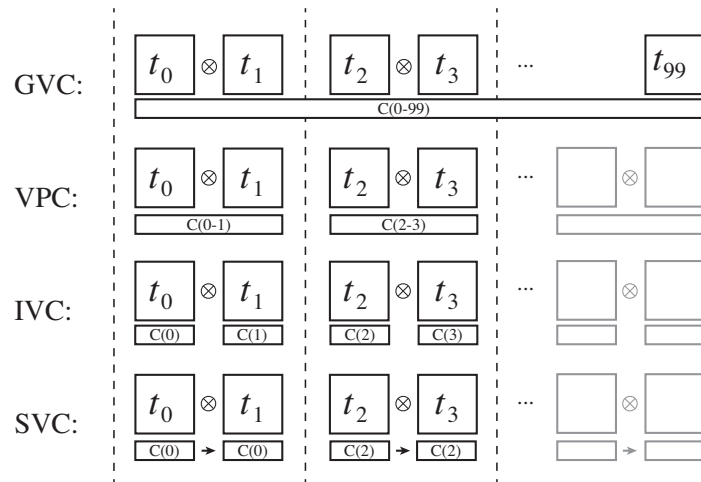 GVC: t0 ⊗ t1 t2 ⊗ t3 ... t99
C(0-99)
VPC: t0 ⊗ t1 t2 ⊗ t3 ... ⊗
C(0-1) C(2-3)
IVC: t0 ⊗ t1 t2 ⊗ t3 ... ⊗
C(0) C(1) C(2) C(3)
SVC: t0 ⊗ t1 t2 ⊗ t3 ... ⊗
C(0) → C(0) C(2) → C(2) →